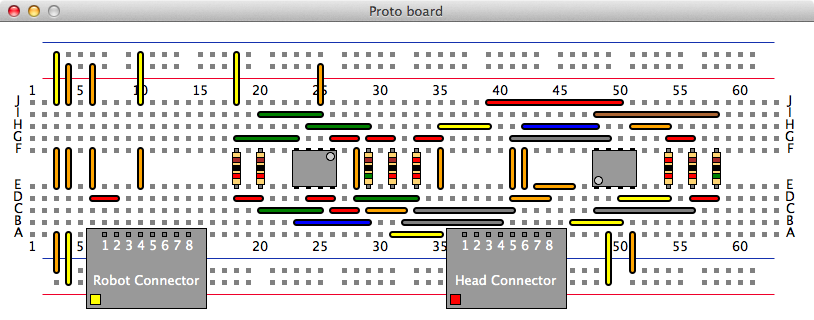 Proto board
1 5 10 15 20 25 30 35 40 45 50 55 60
J J
I I
H H
G G
F F
E E
D D
C C
B B
A A
1 20 25 30 35 50 55 60
1 2 3 4 5 6 7 8
1 2 3 4 5 6 7 8
Robot Connector
Head Connector